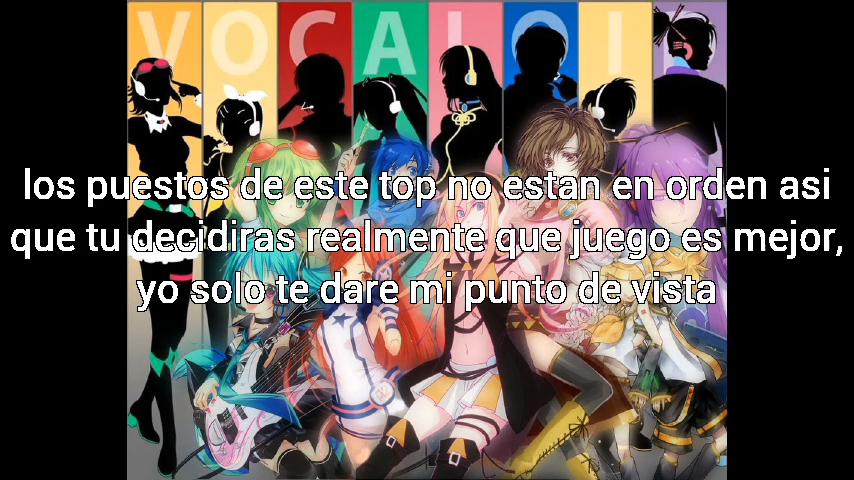 VOCALOID
los puestos de este top no estan en orden asi
que tu decidiras realmente que juego es mejor,
yo solo te dare mi punto de vista